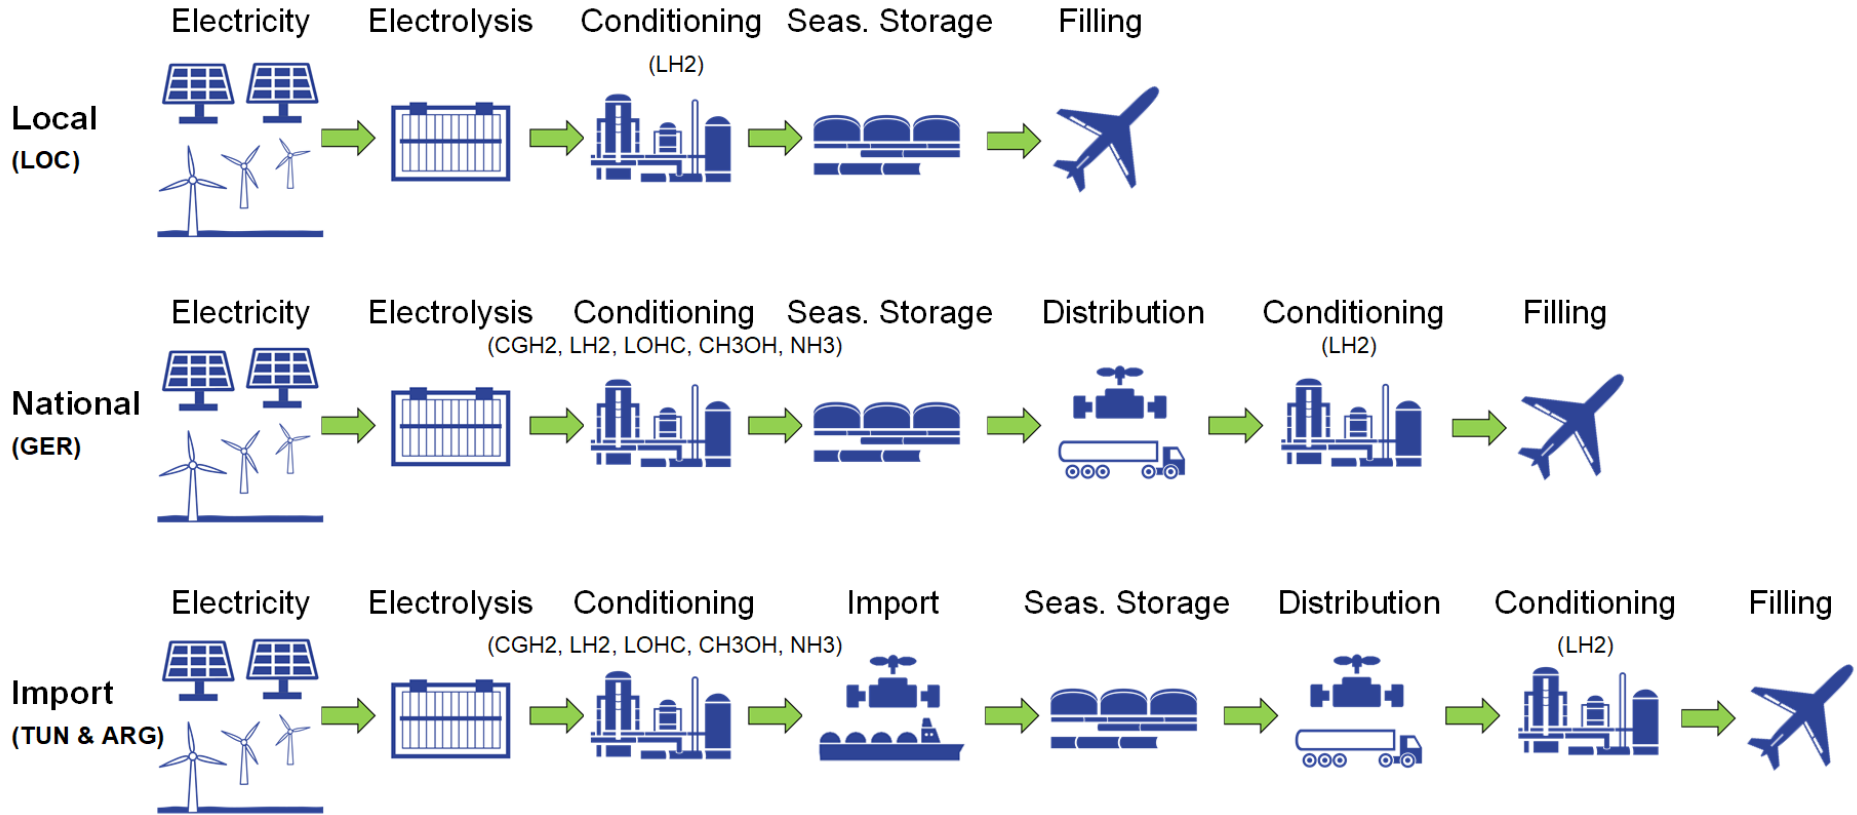 Electricity Electrolysis Conditioning Seas. Storage Filling
(LH2)
Local
(LOC)
Electricity Electrolysis Conditioning Seas. Storage Distribution Conditioning Filling
(CGH2, LH2, LOHC, CH3OH, NH3) (LH2)
National
(GER)
Electricity Electrolysis Conditioning Import Seas. Storage Distribution Conditioning Filling
(CGH2, LH2, LOHC, CH3OH, NH3) (LH2)
Import
(TUN & ARG)